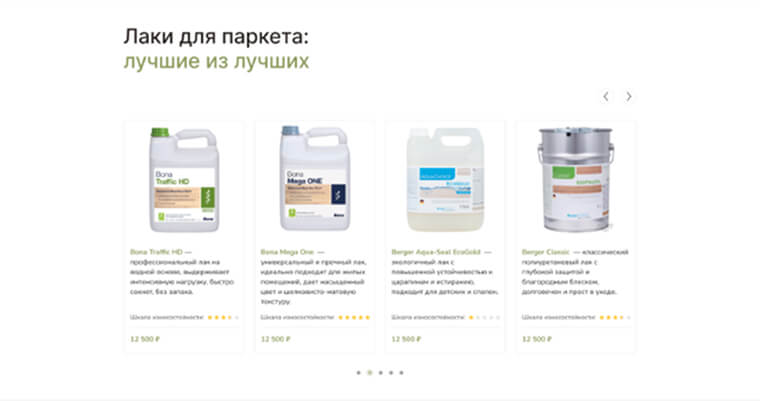 Лаки для паркета:
лучшие из лучших
Bona
Traffic HD
Bona
Bona
Mega ONE
Bona
Bona Traffic HD —
профессиональный лак на
водной основе, выдерживает
интенсивную нагрузку, быстро
сохнет, без запаха.
Шкала износостойкости:
12 500 ₽
Bona Mega One —
универсальный и прочный лак,
идеально подходит для жилых
помещений, дает насыщенный
цвет и шелковисто-матовую
текстуру
Шкала износостойкости:
12 500 ₽
Berger Aqua-Seal EcoGold —
экологичный лак с
повышенной устойчивостью к
царапинам и истиранию,
подходит для детских и спален.
Шкала износостойкости:
12 500 ₽
Berger Classic — классический
полиуретановый лак с
глубокой защитой и
благородным блеском,
долговечен и прост в уходе.
Шкала износостойкости:
12 500 ₽